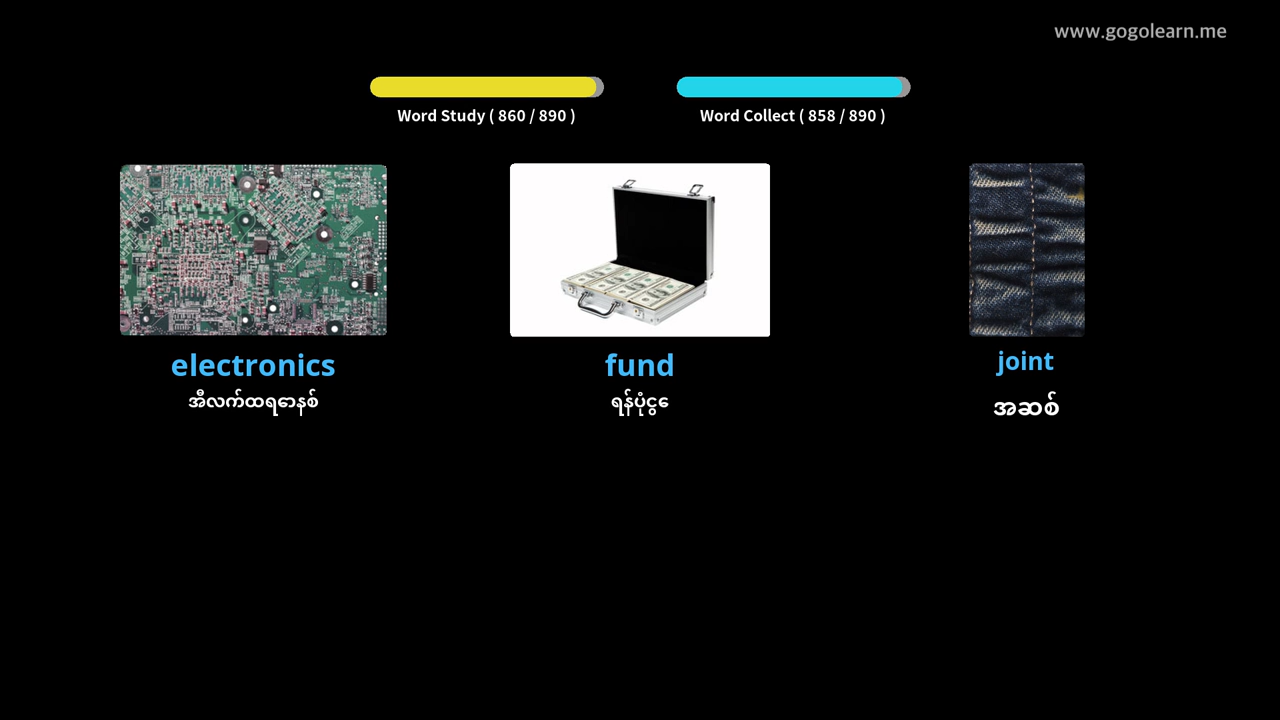 www.gogolearn.me
Word Study ( 860 / 890 )
Word Collect ( 858 / 890 )
electronics
fund
joint
အီလက်ထရောနစ်
ရန်ပုံငွေ
အဆစ်